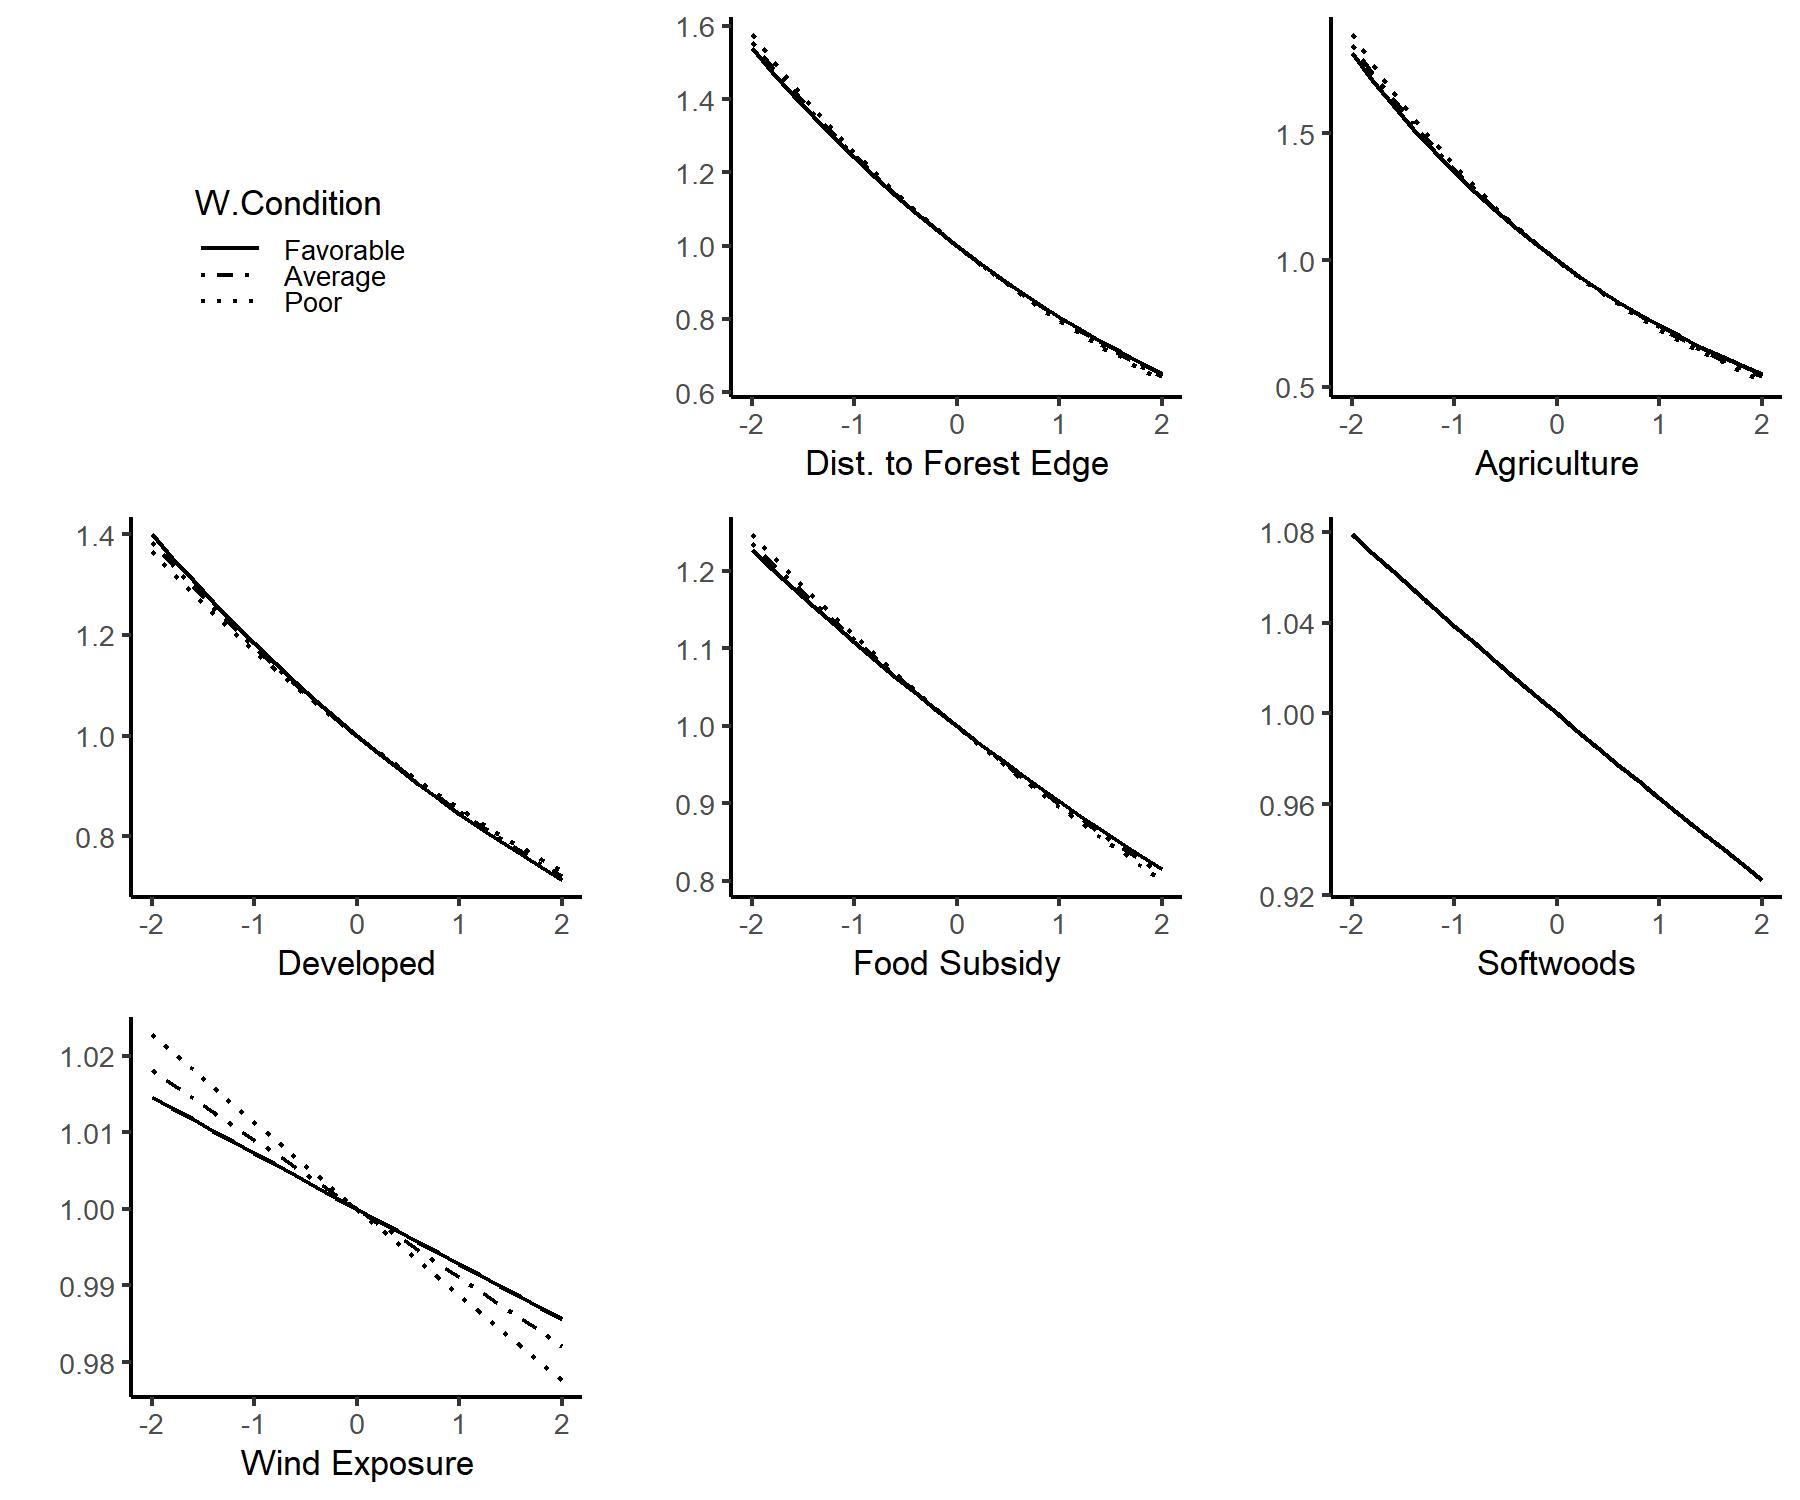 W.Condition
Favorable
Average
Poor
1.6
1.4
1.2
1.0
0.8
0.6
-2 -1 0 1 2
Dist. to Forest Edge
1.5
1.0
0.5
-2 -1 0 1 2
Agriculture
1.4
1.2
1.0
0.8
-2 -1 0 1 2
Developed
1.2
1.1
1.0
0.9
0.8
-2 -1 0 1 2
Food Subsidy
1.08
1.04
1.00
0.96
0.92
-2 -1 0 1 2
Softwoods
1.02
1.01
1.00
0.99
0.98
-2 -1 0 1 2
Wind Exposure